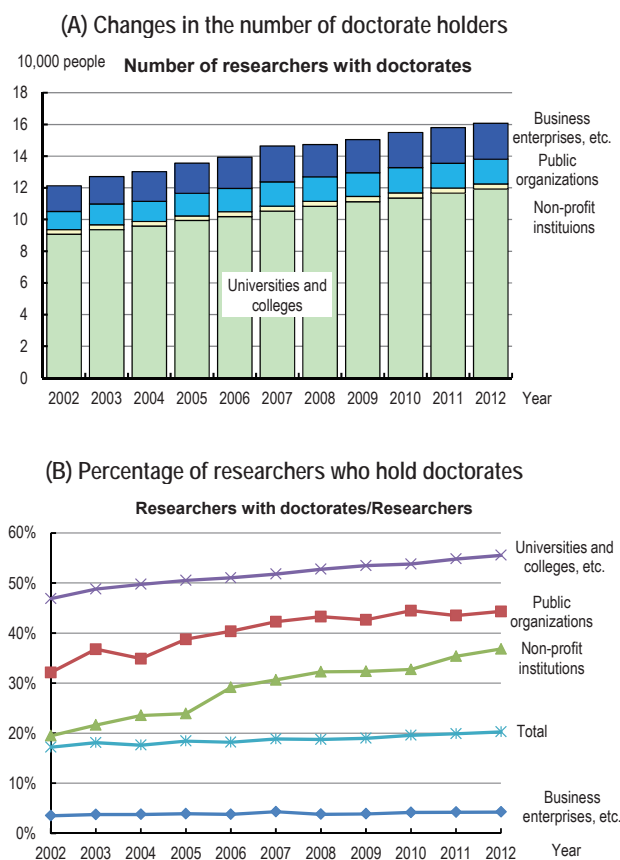 (A) Changes in the number of doctorate holders
10,000 people
Number of researchers with doctorates
18
16
14
12
10
8
6
4
2
0
Business
enterprises, etc.
Public
organizations
Non-profit
instituions
Universities and
colleges
2002 2003 2004 2005 2006 2007 2008 2009 2010 2011 2012 Year
(B) Percentage of researchers who hold doctorates
Researchers with doctorates/Researchers
60%
50%
40%
30%
20%
10%
0%
Universities and
colleges, etc.
Public
organizations
Non-profit
institutions
Total
Business
enterprises, etc.
2002 2003 2004 2005 2006 2007 2008 2009 2010 2011 2012 Year